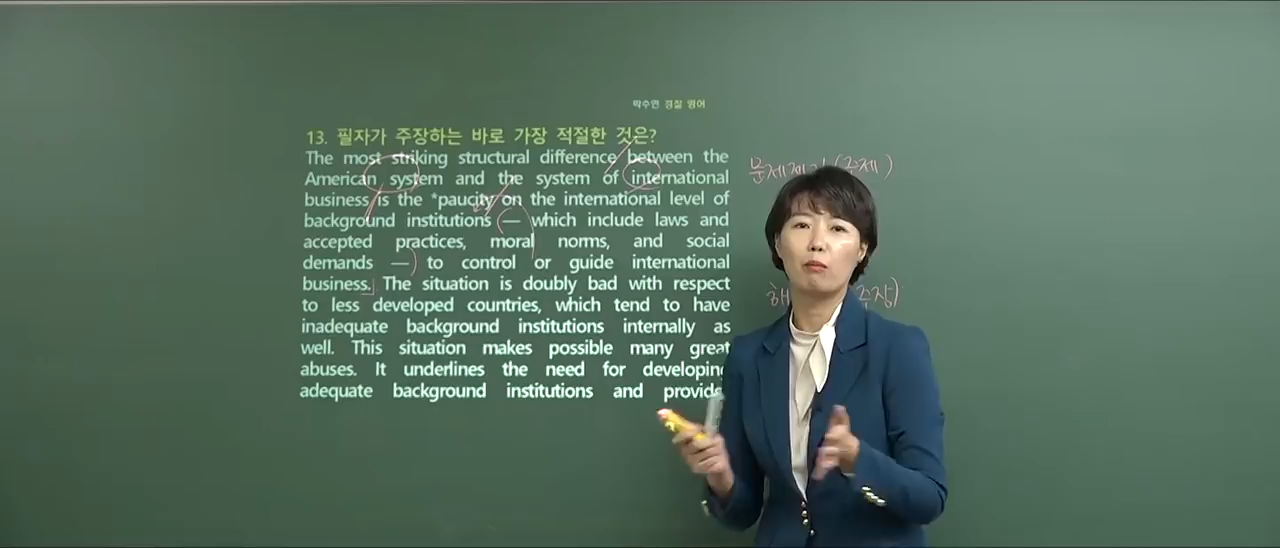 박수연 경찰 영어
13. 필자가 주장하는 바로 가장 적절한 것은?
The most striking structural difference between the
American system and the system of international
business is the *paucity on the international level of
background institutions — which include laws and
accepted practices, moral norms, and social
demands —) to control or guide international
business. The situation is doubly bad with respect
to less developed countries, which tend to have
inadequate background institutions internally as
well. This situation makes possible many great
abuses. It underlines the need for developing
adequate background institutions and provides
문제제기 (주제)
해 주장)